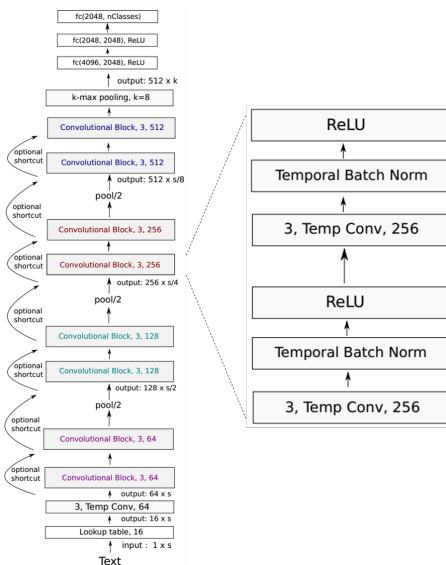 fc(2048, nClasses)
fc(2048, 2048), ReLU
fc(4096, 2048), ReLU
output: 512 x k
k-max pooling, k=8
Convolutional Block, 3, 512
optional
shortcut
Convolutional Block, 3, 512
output: 512 x s/8
pool/2
optional
shortcut
Convolutional Block, 3, 256
optional
shortcut
Convolutional Block, 3, 256
output: 256 x s/4
pool/2
optional
shortcut
Convolutional Block, 3, 128
optional
shortcut
Convolutional Block, 3, 128
output: 128 x s/2
pool/2
optional
shortcut
Convolutional Block, 3, 64
optional
shortcut
Convolutional Block, 3, 64
output: 64 x s
3, Temp Conv, 64
output: 16 x s
Lookup table, 16
input : 1 x s
Text
ReLU
Temporal Batch Norm
3, Temp Conv, 256
ReLU
Temporal Batch Norm
3, Temp Conv, 256